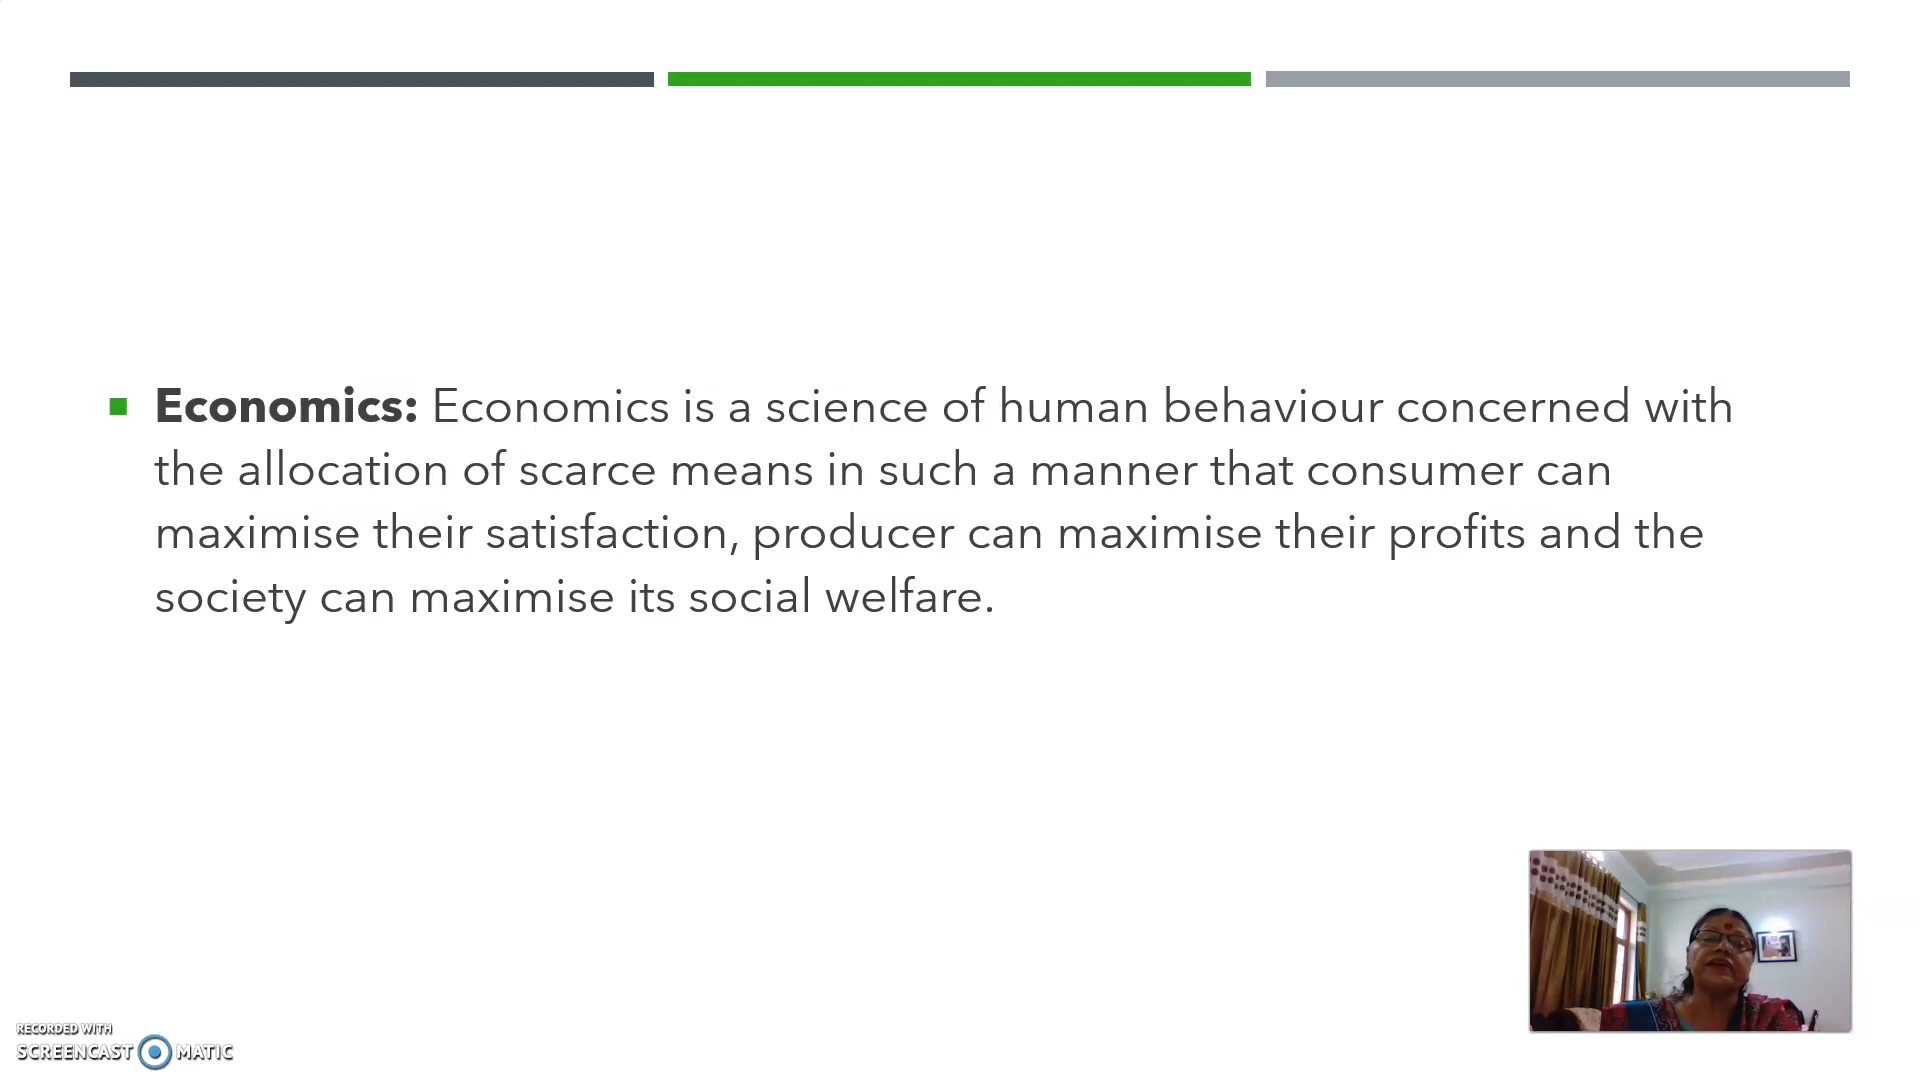 Economics: Economics is a science of human behaviour concerned with
the allocation of scarce means in such a manner that consumer can
maximise their satisfaction, producer can maximise their profits and the
society can maximise its social welfare.
RECORDED WITH
SCREENCAST MATIC